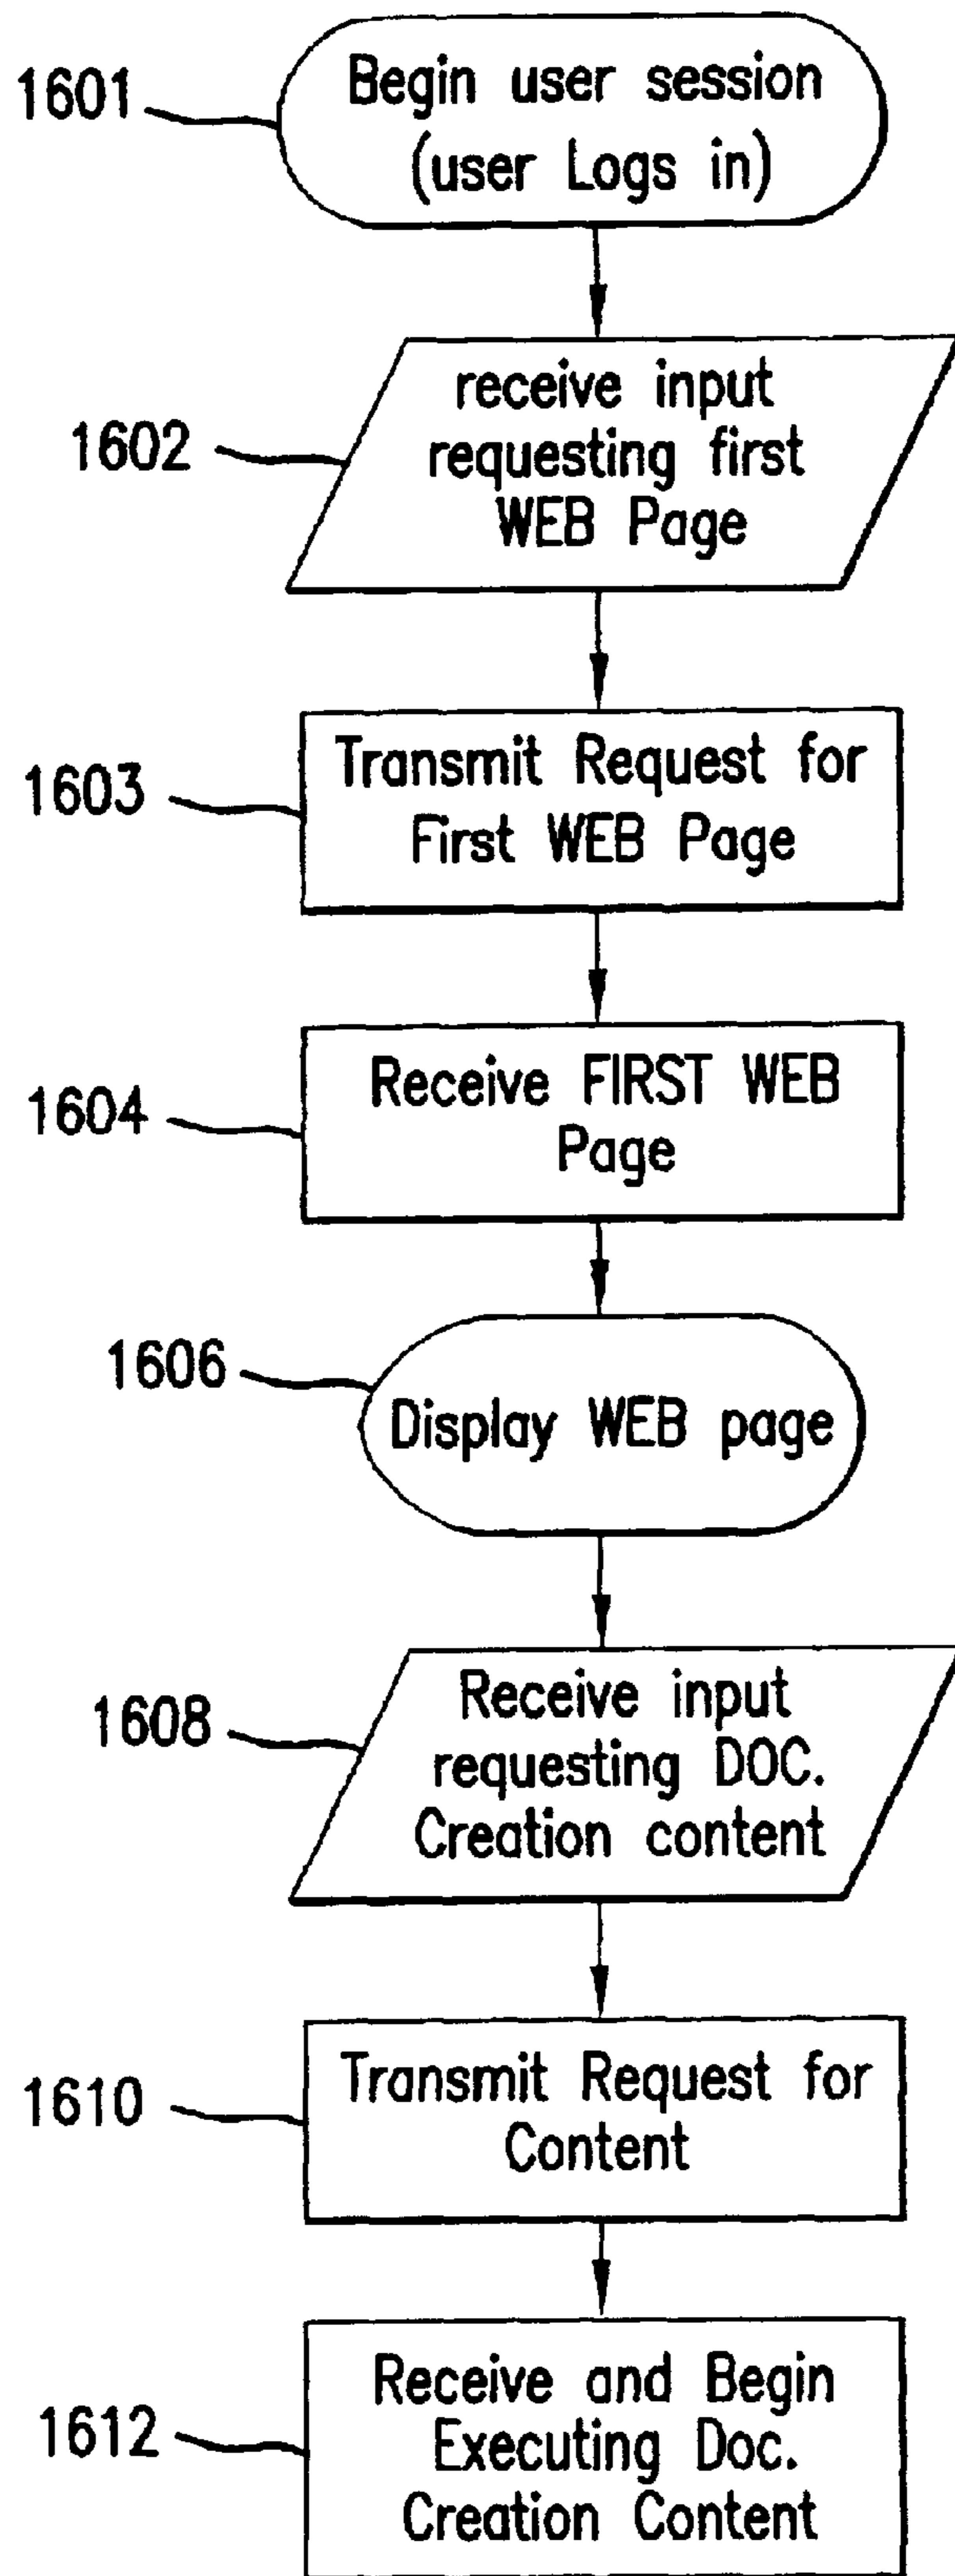 1601
Begin user session
(user Logs in)
1602
receive input
requesting first
WEB Page
1603
Transmit Request for
First WEB Page
1604
Receive FIRST WEB
Page
1606
Display WEB page
1608
Receive input
requesting DOC.
Creation content
1610
Transmit Request for
Content
1612
Receive and Begin
Executing Doc.
Creation Content